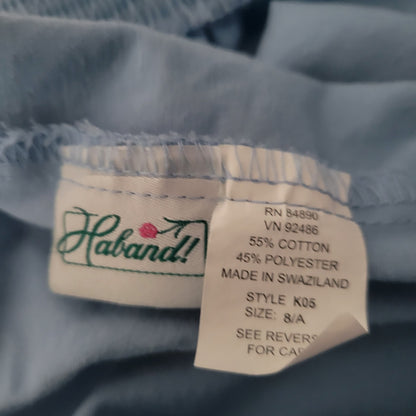 Haband!
RN 84890
VN 92486
55% COTTON
45% POLYESTER
MADE IN SWAZILAND
STYLE K05
SIZE: 8/A
SEE REVERS
FOR CA